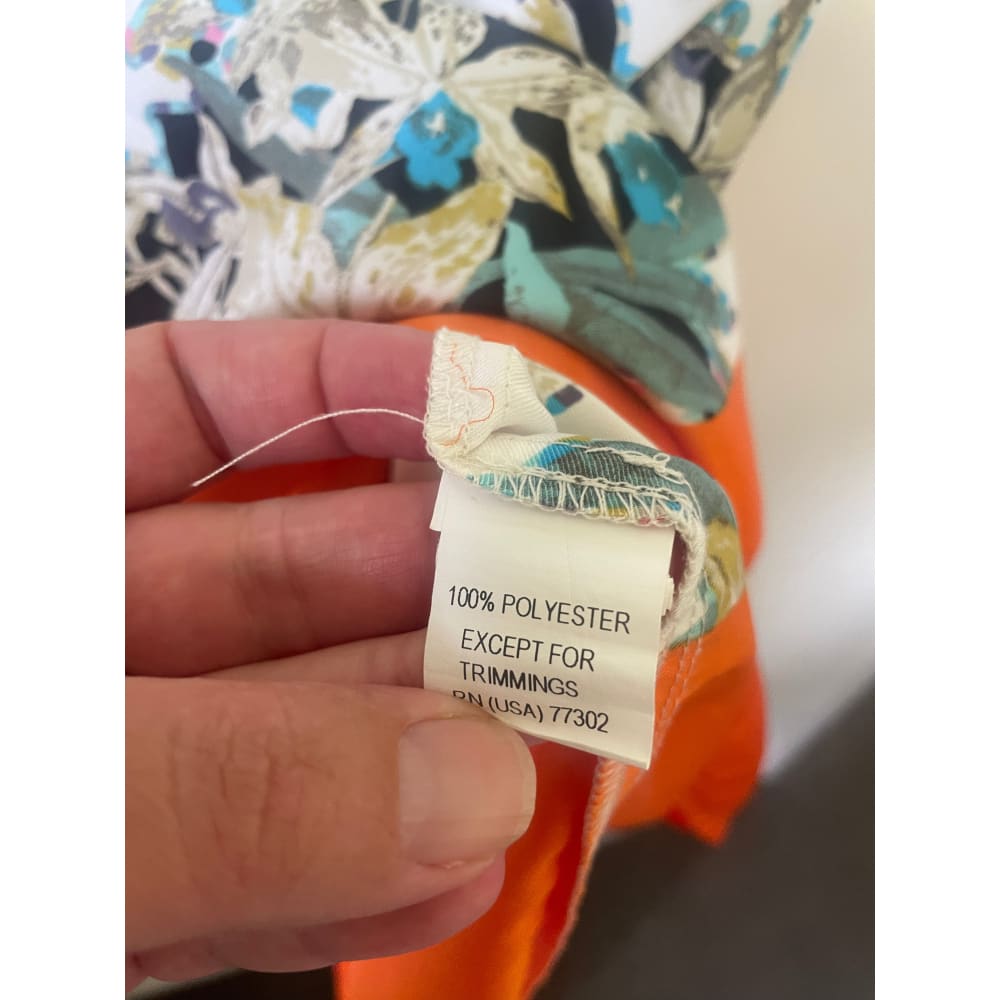 100% POLYESTER
EXCEPT FOR
TRIMMINGS
RN (USA) 77302